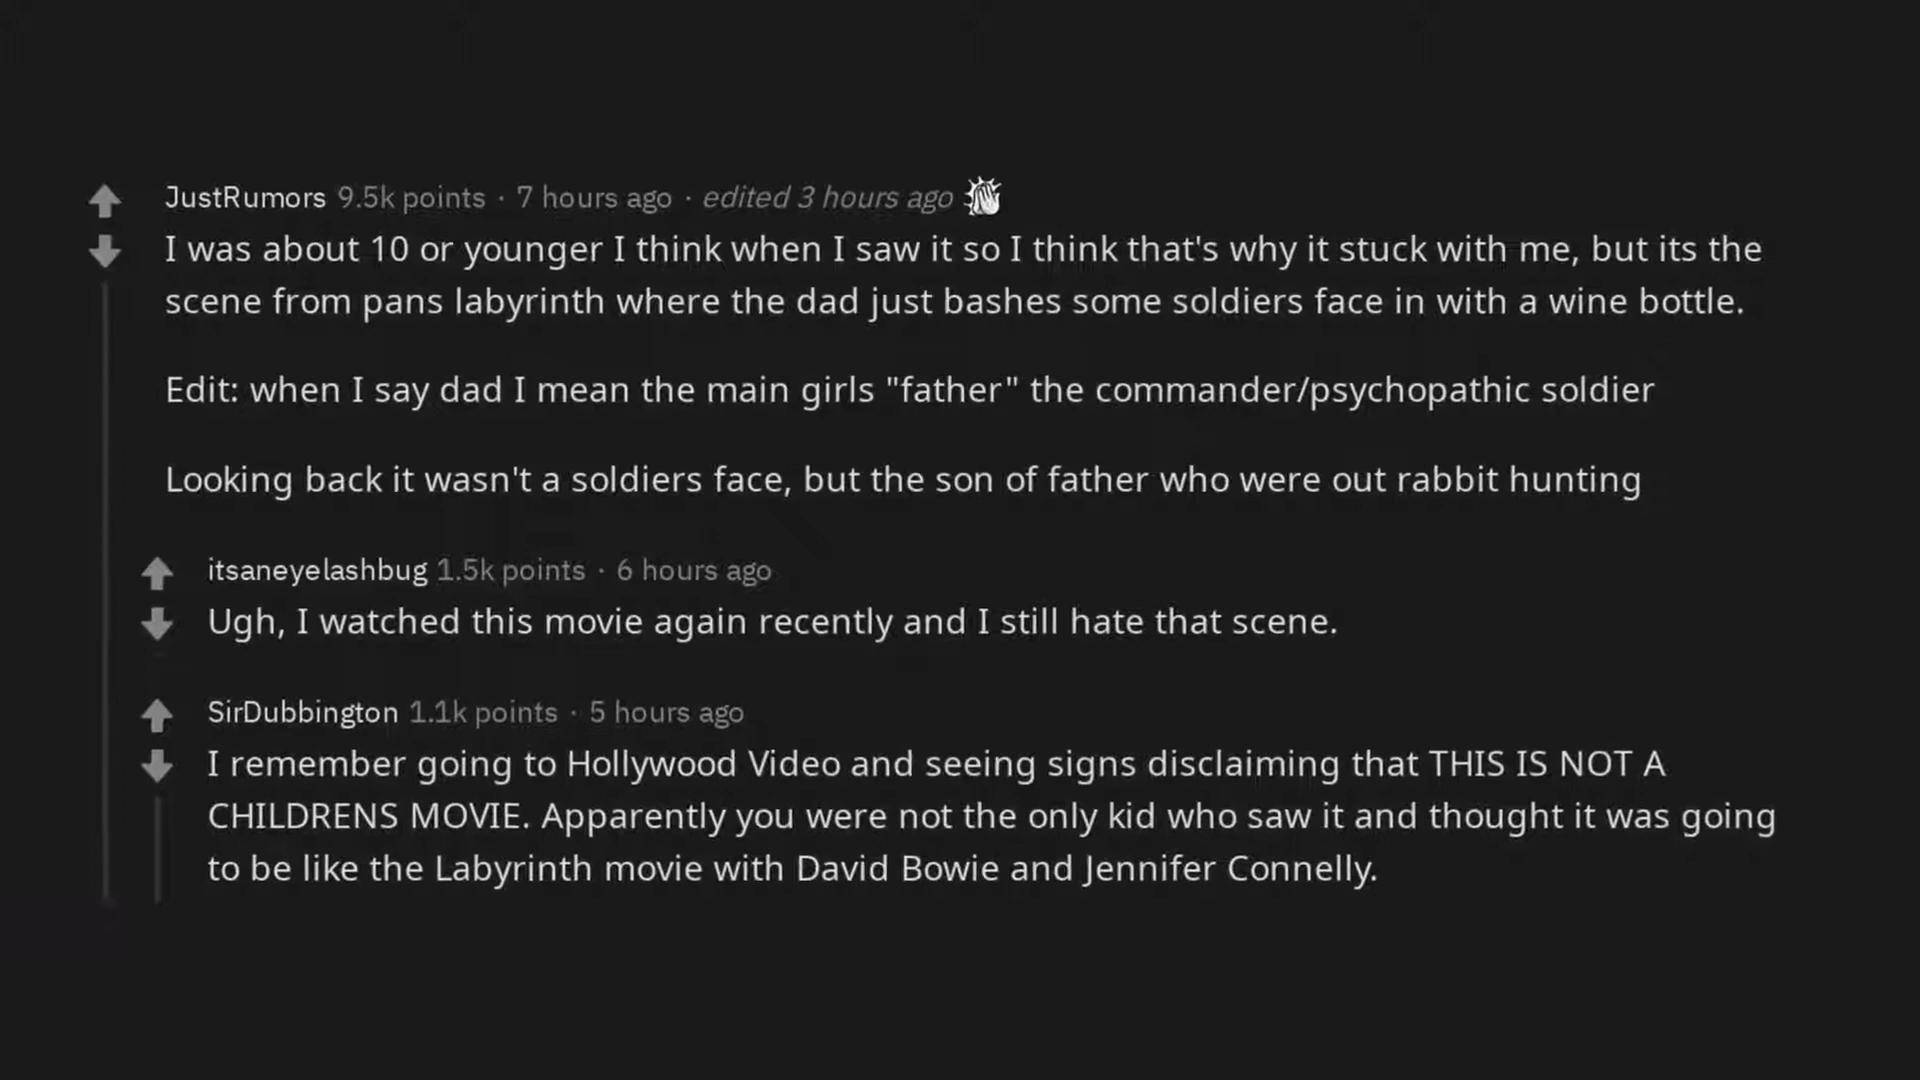 JustRumors 9.5k points · 7 hours ago · edited 3 hours ago
I was about 10 or younger I think when I saw it so I think that's why it stuck with me, but its the
scene from pans labyrinth where the dad just bashes some soldiers face in with a wine bottle.
Edit: when I say dad I mean the main girls "father" the commander/psychopathic soldier
Looking back it wasn't a soldiers face, but the son of father who were out rabbit hunting
itsaneyelashbug 1.5k points · 6 hours ago
Ugh, I watched this movie again recently and I still hate that scene.
SirDubbington 1.1k points · 5 hours ago
I remember going to Hollywood Video and seeing signs disclaiming that THIS IS NOT A
CHILDRENS MOVIE. Apparently you were not the only kid who saw it and thought it was going
to be like the Labyrinth movie with David Bowie and Jennifer Connelly.